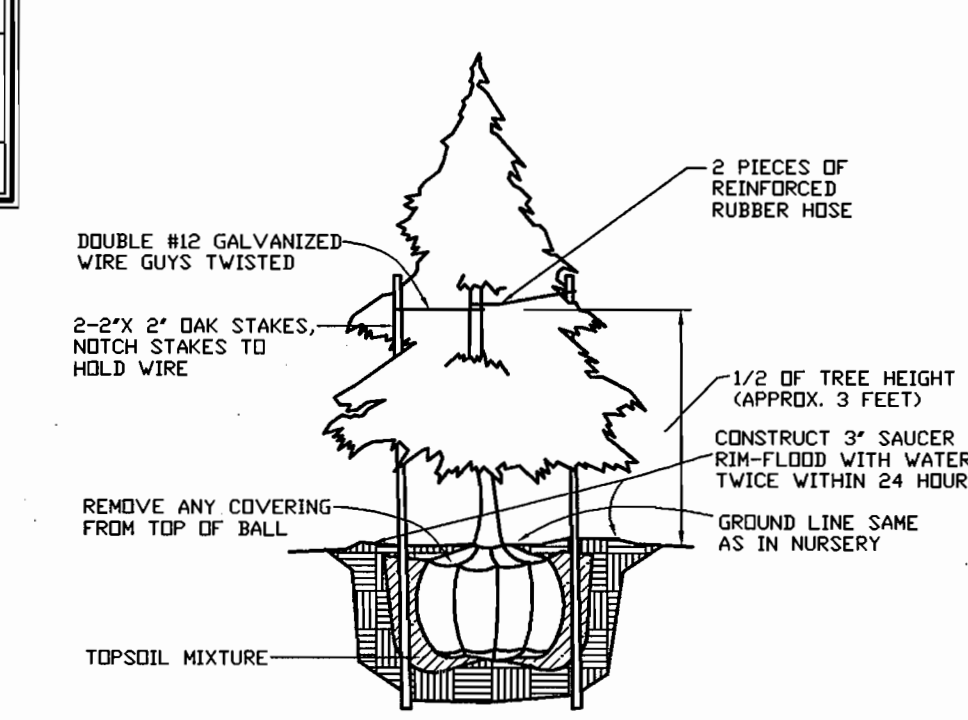 2 PIECES OF
REINFORCED
RUBBER HOSE
DOUBLE #12 GALVANIZED
WIRE GUYS TWISTED
2-2"X 2" OAK STAKES,
NOTCH STAKES TO
HOLD WIRE
1/2 OF TREE HEIGHT
(APPROX. 3 FEET)
CONSTRUCT 3" SAUCER
RIM-FLOOD WITH WATER
TWICE WITHIN 24 HOUR
REMOVE ANY COVERING
FROM TOP OF BALL
GROUND LINE SAME
AS IN NURSERY
TOPSOIL MIXTURE